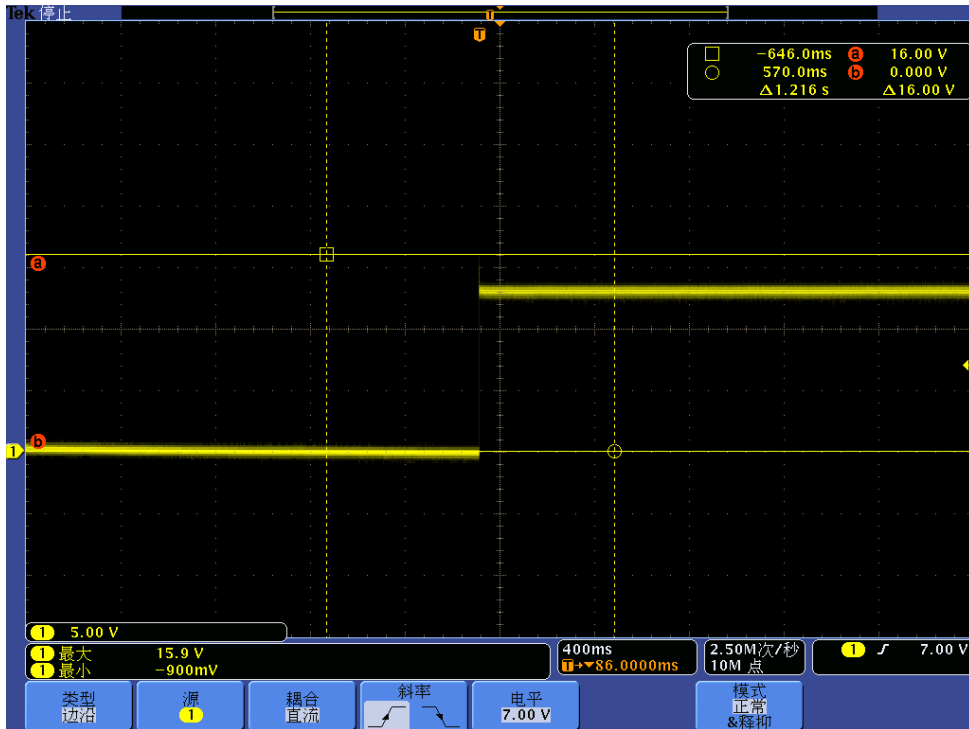 Tek 停止
T
T
-646.0ms a 16.00 V
570.0ms b 0.000 V
Δ1.216 s Δ16.00 V
a
b
1
1 5.00 V
1 最大 15.9 V
1 最小 -900mV
400ms
T→▼86.0000ms
2.50M次/秒
10M 点
1 7.00 V
类型
边沿
源
1
耦合
直流
斜率
电平
7.00 V
模式
正常
&释抑